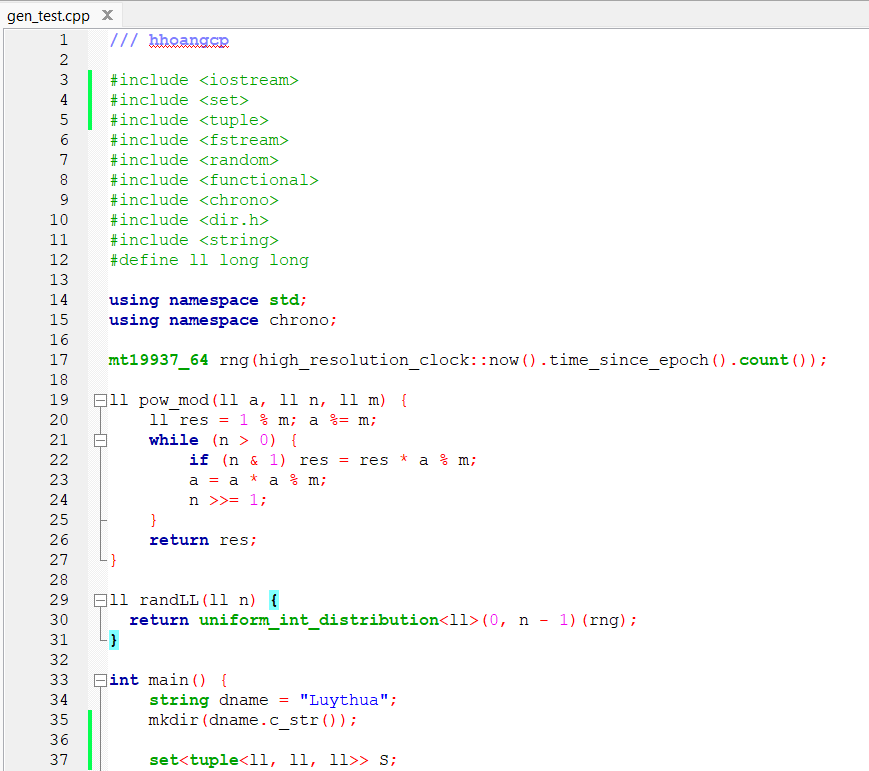 gen_test.cpp X
1 /// hhoangcp
2
3 #include <iostream>
4 #include <set>
5 #include <tuple>
6 #include <fstream>
7 #include <random>
8 #include <functional>
9 #include <chrono>
10 #include <dir.h>
11 #include <string>
12 #define ll long long
13
14 using namespace std;
15 using namespace chrono;
16
17 mt19937_64 rng(high_resolution_clock::now().time_since_epoch().count());
18
19 ll pow_mod(ll a, ll n, ll m) {
20     ll res = 1 % m; a %= m;
21     while (n > 0) {
22         if (n & 1) res = res * a % m;
23         a = a * a % m;
24         n >>= 1;
25     }
26     return res;
27 }
28
29 ll randLL(ll n) {
30   return uniform_int_distribution<ll>(0, n - 1)(rng);
31 }
32
33 int main() {
34     string dname = "Luythua";
35     mkdir(dname.c_str());
36
37     set<tuple<ll, ll, ll>> S;